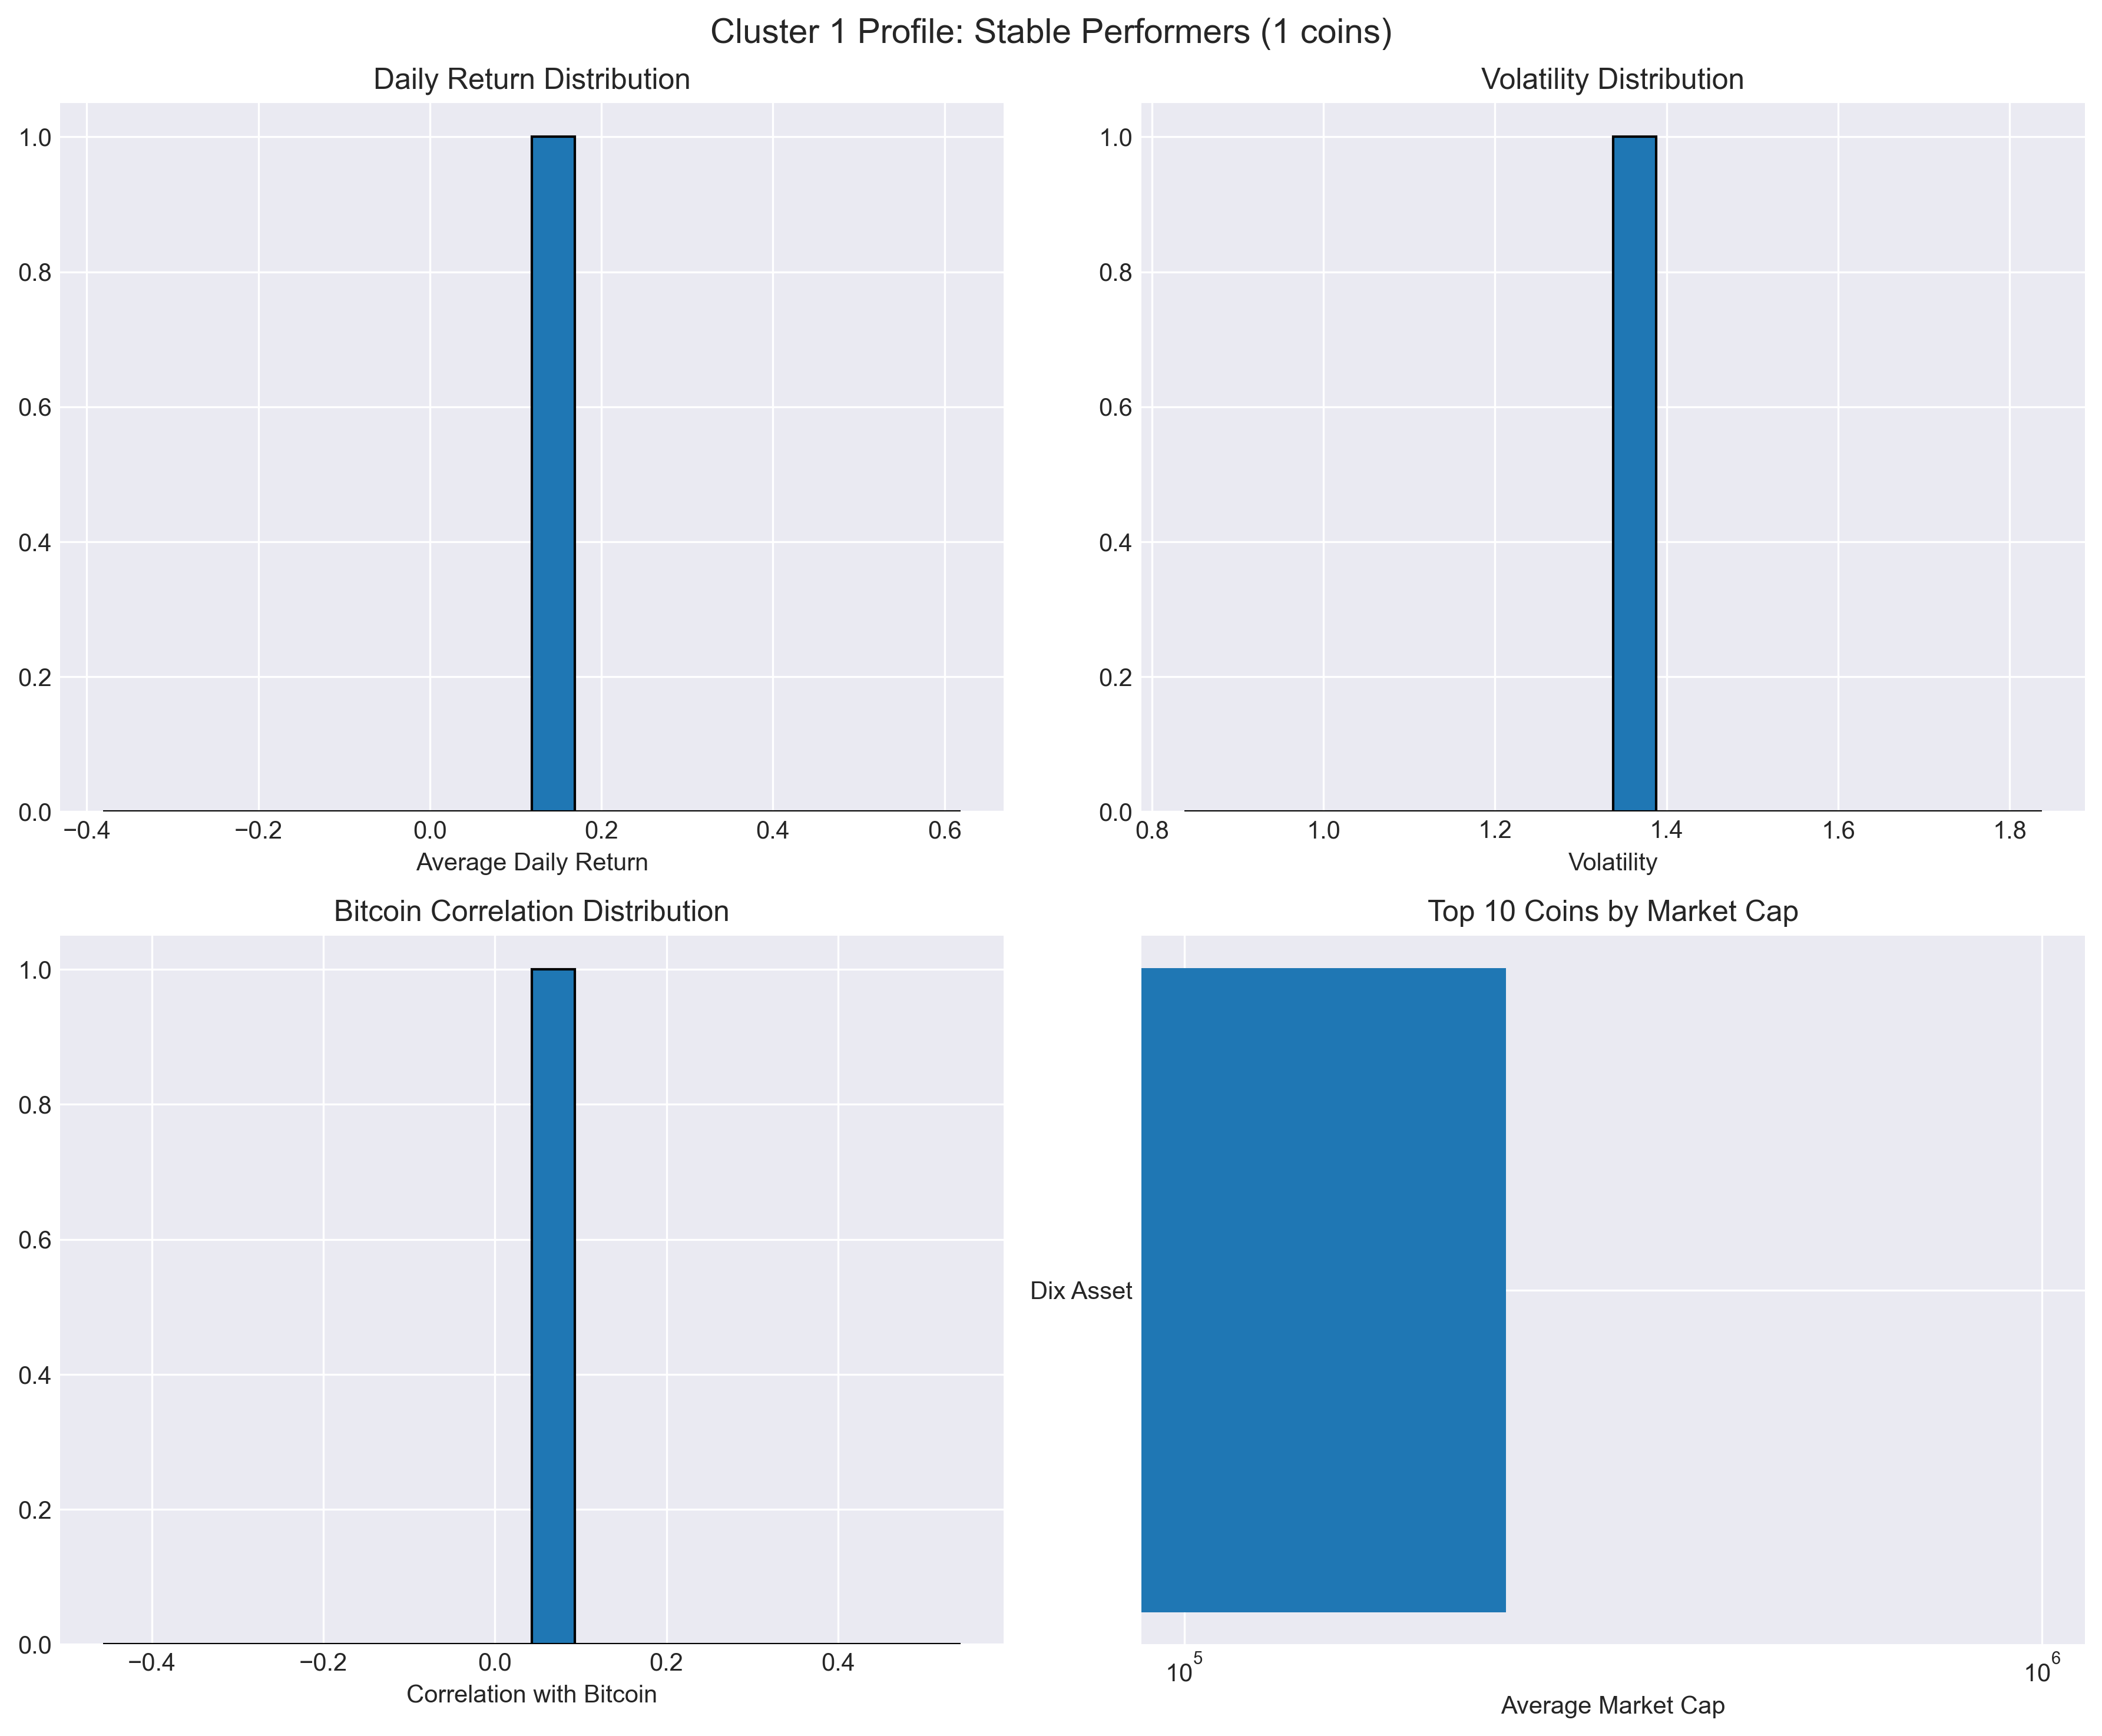 Cluster 1 Profile: Stable Performers (1 coins)
Daily Return Distribution
1.0
0.8
0.6
0.4
0.2
0.0
−0.4 −0.2 0.0 0.2 0.4 0.6
Average Daily Return
Volatility Distribution
1.0
0.8
0.6
0.4
0.2
0.0
0.8 1.0 1.2 1.4 1.6 1.8
Volatility
Bitcoin Correlation Distribution
1.0
0.8
0.6
0.4
0.2
0.0
−0.4 −0.2 0.0 0.2 0.4
Correlation with Bitcoin
Top 10 Coins by Market Cap
Dix Asset
10⁵ 10⁶
Average Market Cap